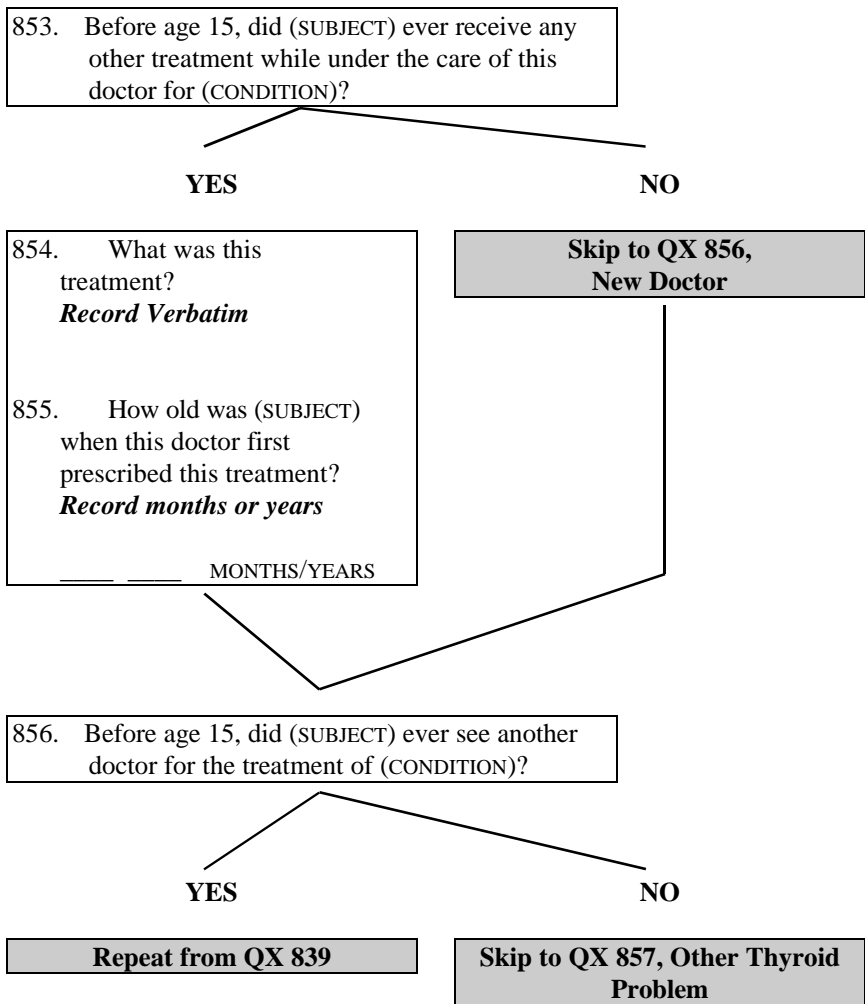 853. Before age 15, did (SUBJECT) ever receive any
other treatment while under the care of this
doctor for (CONDITION)?
YES
NO
854. What was this
treatment?
Record Verbatim
855. How old was (SUBJECT)
when this doctor first
prescribed this treatment?
Record months or years
____ ____ MONTHS/YEARS
Skip to QX 856,
New Doctor
856. Before age 15, did (SUBJECT) ever see another
doctor for the treatment of (CONDITION)?
YES
NO
Repeat from QX 839
Skip to QX 857, Other Thyroid
Problem